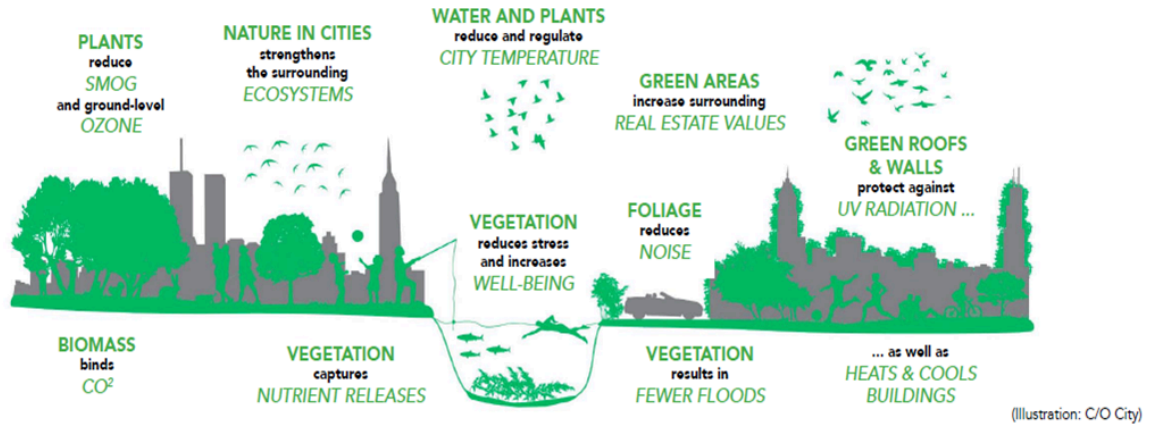 PLANTS
reduce
SMOG
and ground-level
OZONE
NATURE IN CITIES
strengthens
the surrounding
ECOSYSTEMS
WATER AND PLANTS
reduce and regulate
CITY TEMPERATURE
GREEN AREAS
increase surrounding
REAL ESTATE VALUES
GREEN ROOFS
& WALLS
protect against
UV RADIATION ...
VEGETATION
reduces stress
and increases
WELL-BEING
FOLIAGE
reduces
NOISE
BIOMASS
binds
CO²
VEGETATION
captures
NUTRIENT RELEASES
VEGETATION
results in
FEWER FLOODS
... as well as
HEATS & COOLS
BUILDINGS
(Illustration: C/O City)